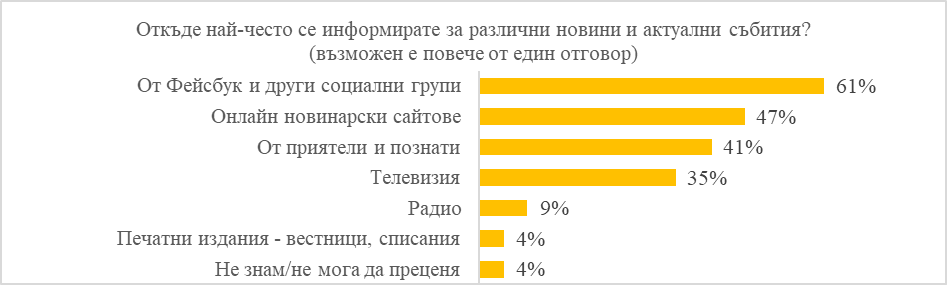 Откъде най-често се информирате за различни новини и актуални събития?
(възможен е повече от един отговор)
От Фейсбук и други социални групи 61%
Онлайн новинарски сайтове 47%
От приятели и познати 41%
Телевизия 35%
Радио 9%
Печатни издания - вестници, списания 4%
Не знам/не мога да преценя 4%